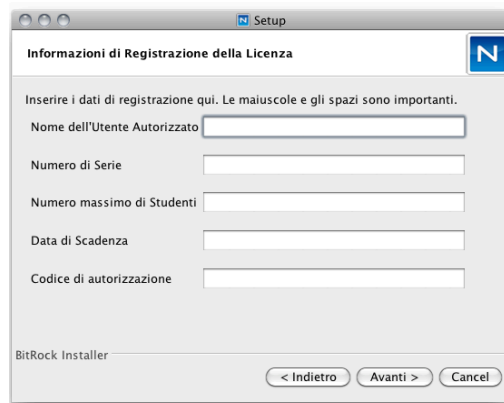 Setup
Informazioni di Registrazione della Licenza
N
Inserire i dati di registrazione qui. Le maiuscole e gli spazi sono importanti.
Nome dell'Utente Autorizzato
Numero di Serie
Numero massimo di Studenti
Data di Scadenza
Codice di autorizzazione
BitRock Installer
< Indietro Avanti > Cancel